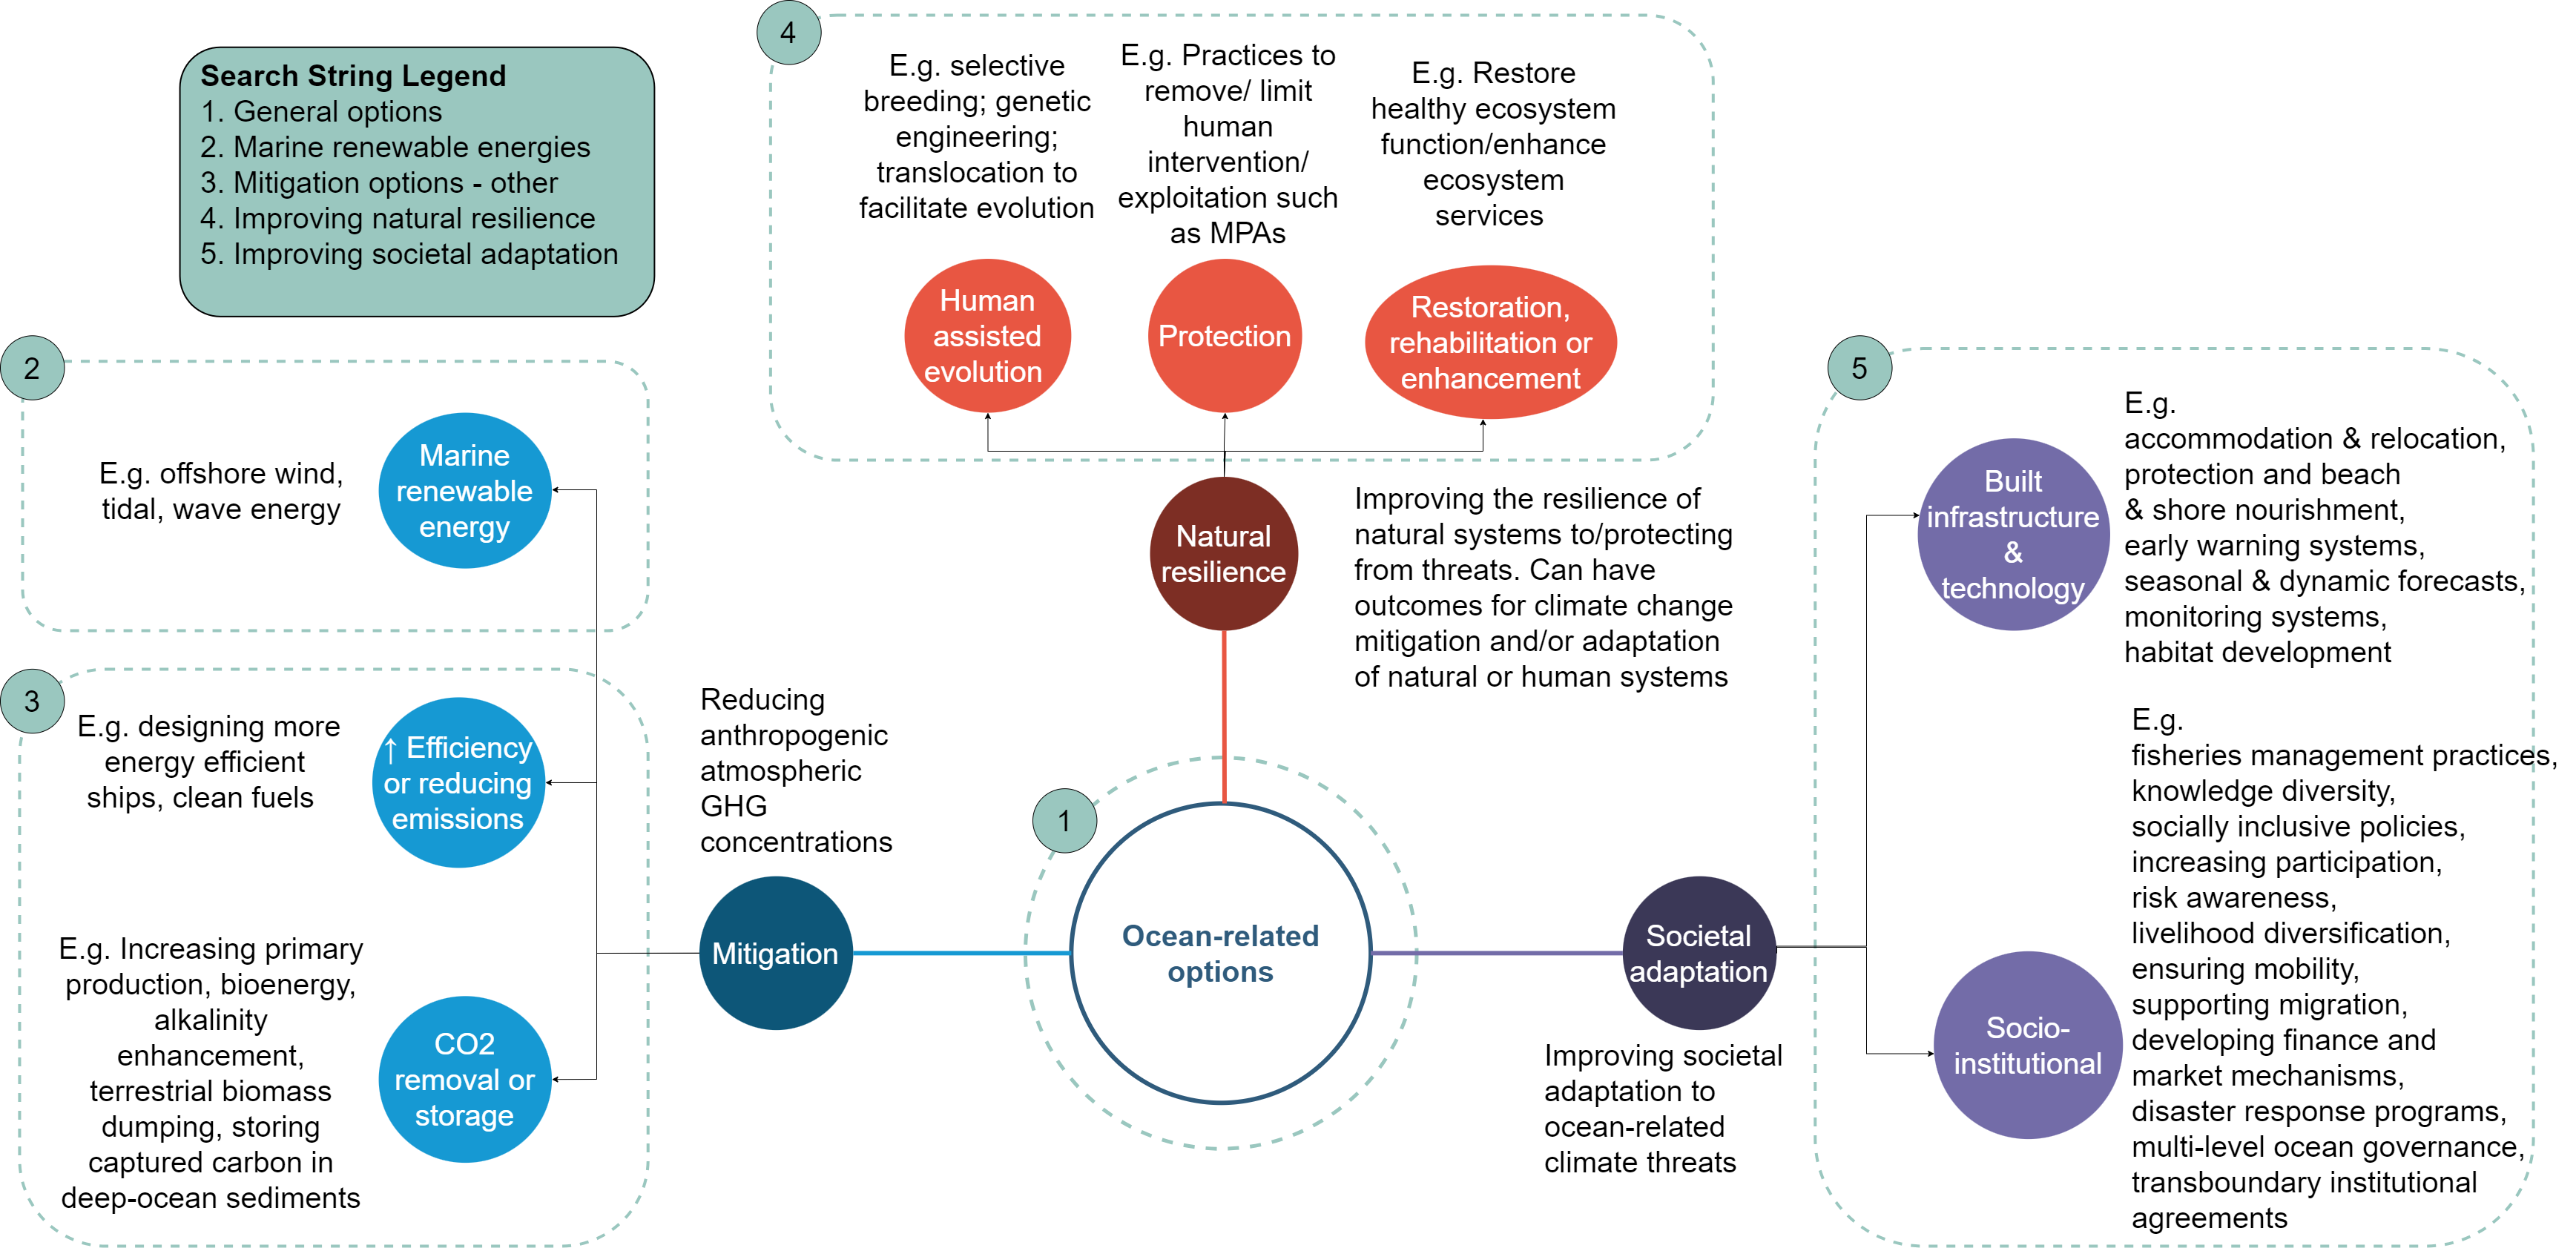 Search String Legend
1. General options
2. Marine renewable energies
3. Mitigation options - other
4. Improving natural resilience
5. Improving societal adaptation
4
E.g. selective
breeding; genetic
engineering;
translocation to
facilitate evolution
E.g. Practices to
remove/ limit
human
intervention/
exploitation such
as MPAs
E.g. Restore
healthy ecosystem
function/enhance
ecosystem
services
Human
assisted
evolution
Protection
Restoration,
rehabilitation or
enhancement
Natural
resilience
Improving the resilience of
natural systems to/protecting
from threats. Can have
outcomes for climate change
mitigation and/or adaptation
of natural or human systems
2
E.g. offshore wind,
tidal, wave energy
Marine
renewable
energy
3
E.g. designing more
energy efficient
ships, clean fuels
↑ Efficiency
or reducing
emissions
E.g. Increasing primary
production, bioenergy,
alkalinity
enhancement,
terrestrial biomass
dumping, storing
captured carbon in
deep-ocean sediments
CO2
removal or
storage
Reducing
anthropogenic
atmospheric
GHG
concentrations
Mitigation
1
Ocean-related
options
Societal
adaptation
Improving societal
adaptation to
ocean-related
climate threats
5
Built
infrastructure
&
technology
E.g.
accommodation & relocation,
protection and beach
& shore nourishment,
early warning systems,
seasonal & dynamic forecasts,
monitoring systems,
habitat development
Socio-
institutional
E.g.
fisheries management practices,
knowledge diversity,
socially inclusive policies,
increasing participation,
risk awareness,
livelihood diversification,
ensuring mobility,
supporting migration,
developing finance and
market mechanisms,
disaster response programs,
multi-level ocean governance,
transboundary institutional
agreements